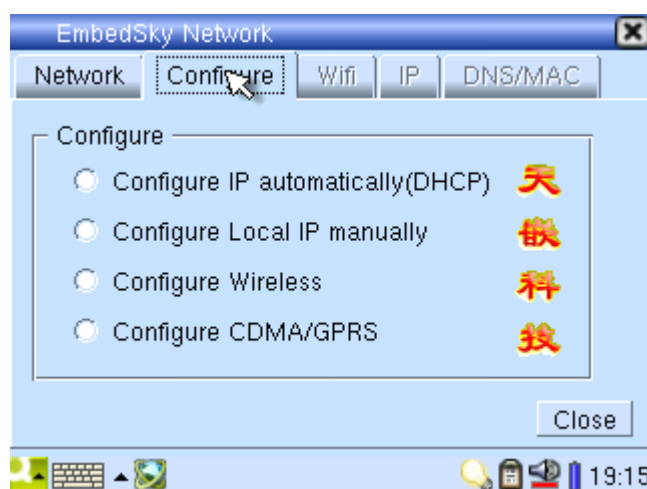 EmbedSky Network
Network Configure Wifi IP DNS/MAC
Configure
Configure IP automatically(DHCP) 天
Configure Local IP manually 嵌
Configure Wireless 科
Configure CDMA/GPRS 技
Close
19:15